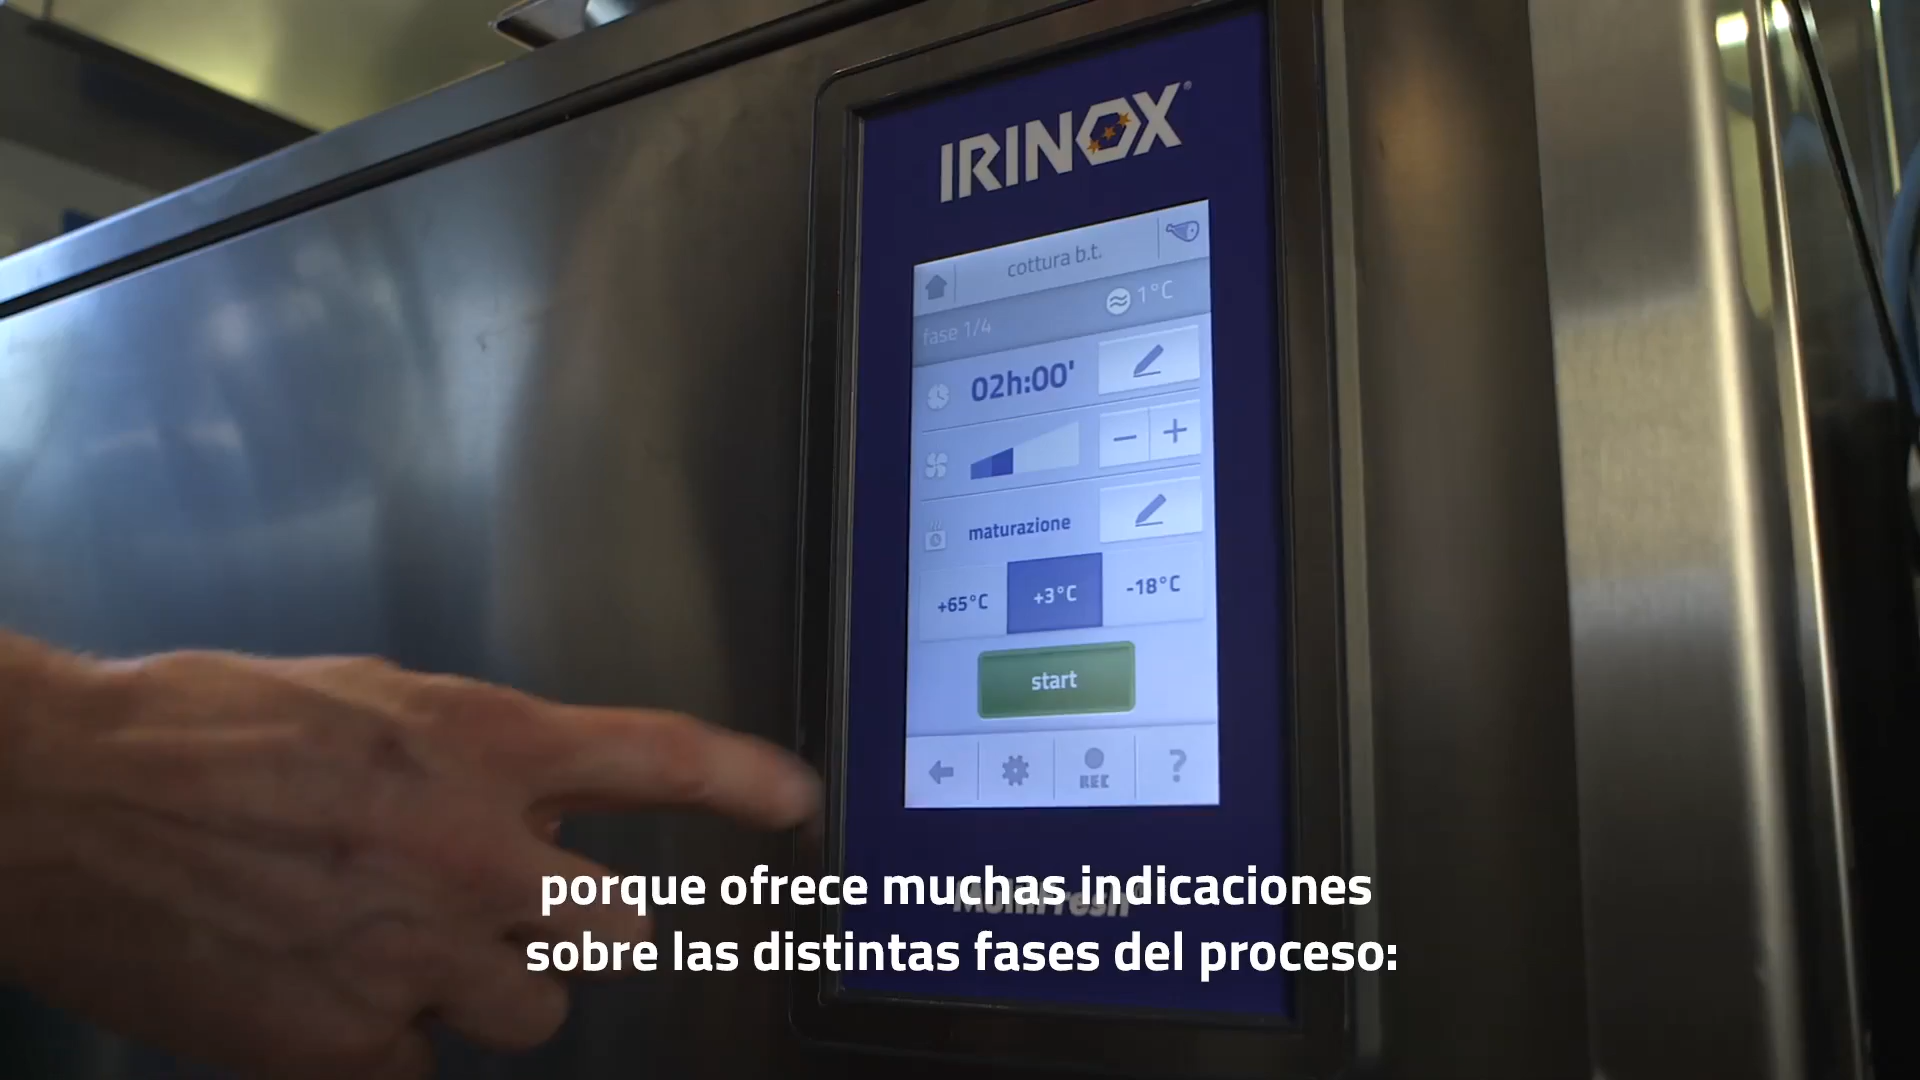 IRINOX®
cottura b.t.
1°C
fase 1/4
02h:00'
− +
maturazione
+65°C +3°C -18°C
start
REC ?
MultiFresh
porque ofrece muchas indicaciones
sobre las distintas fases del proceso: